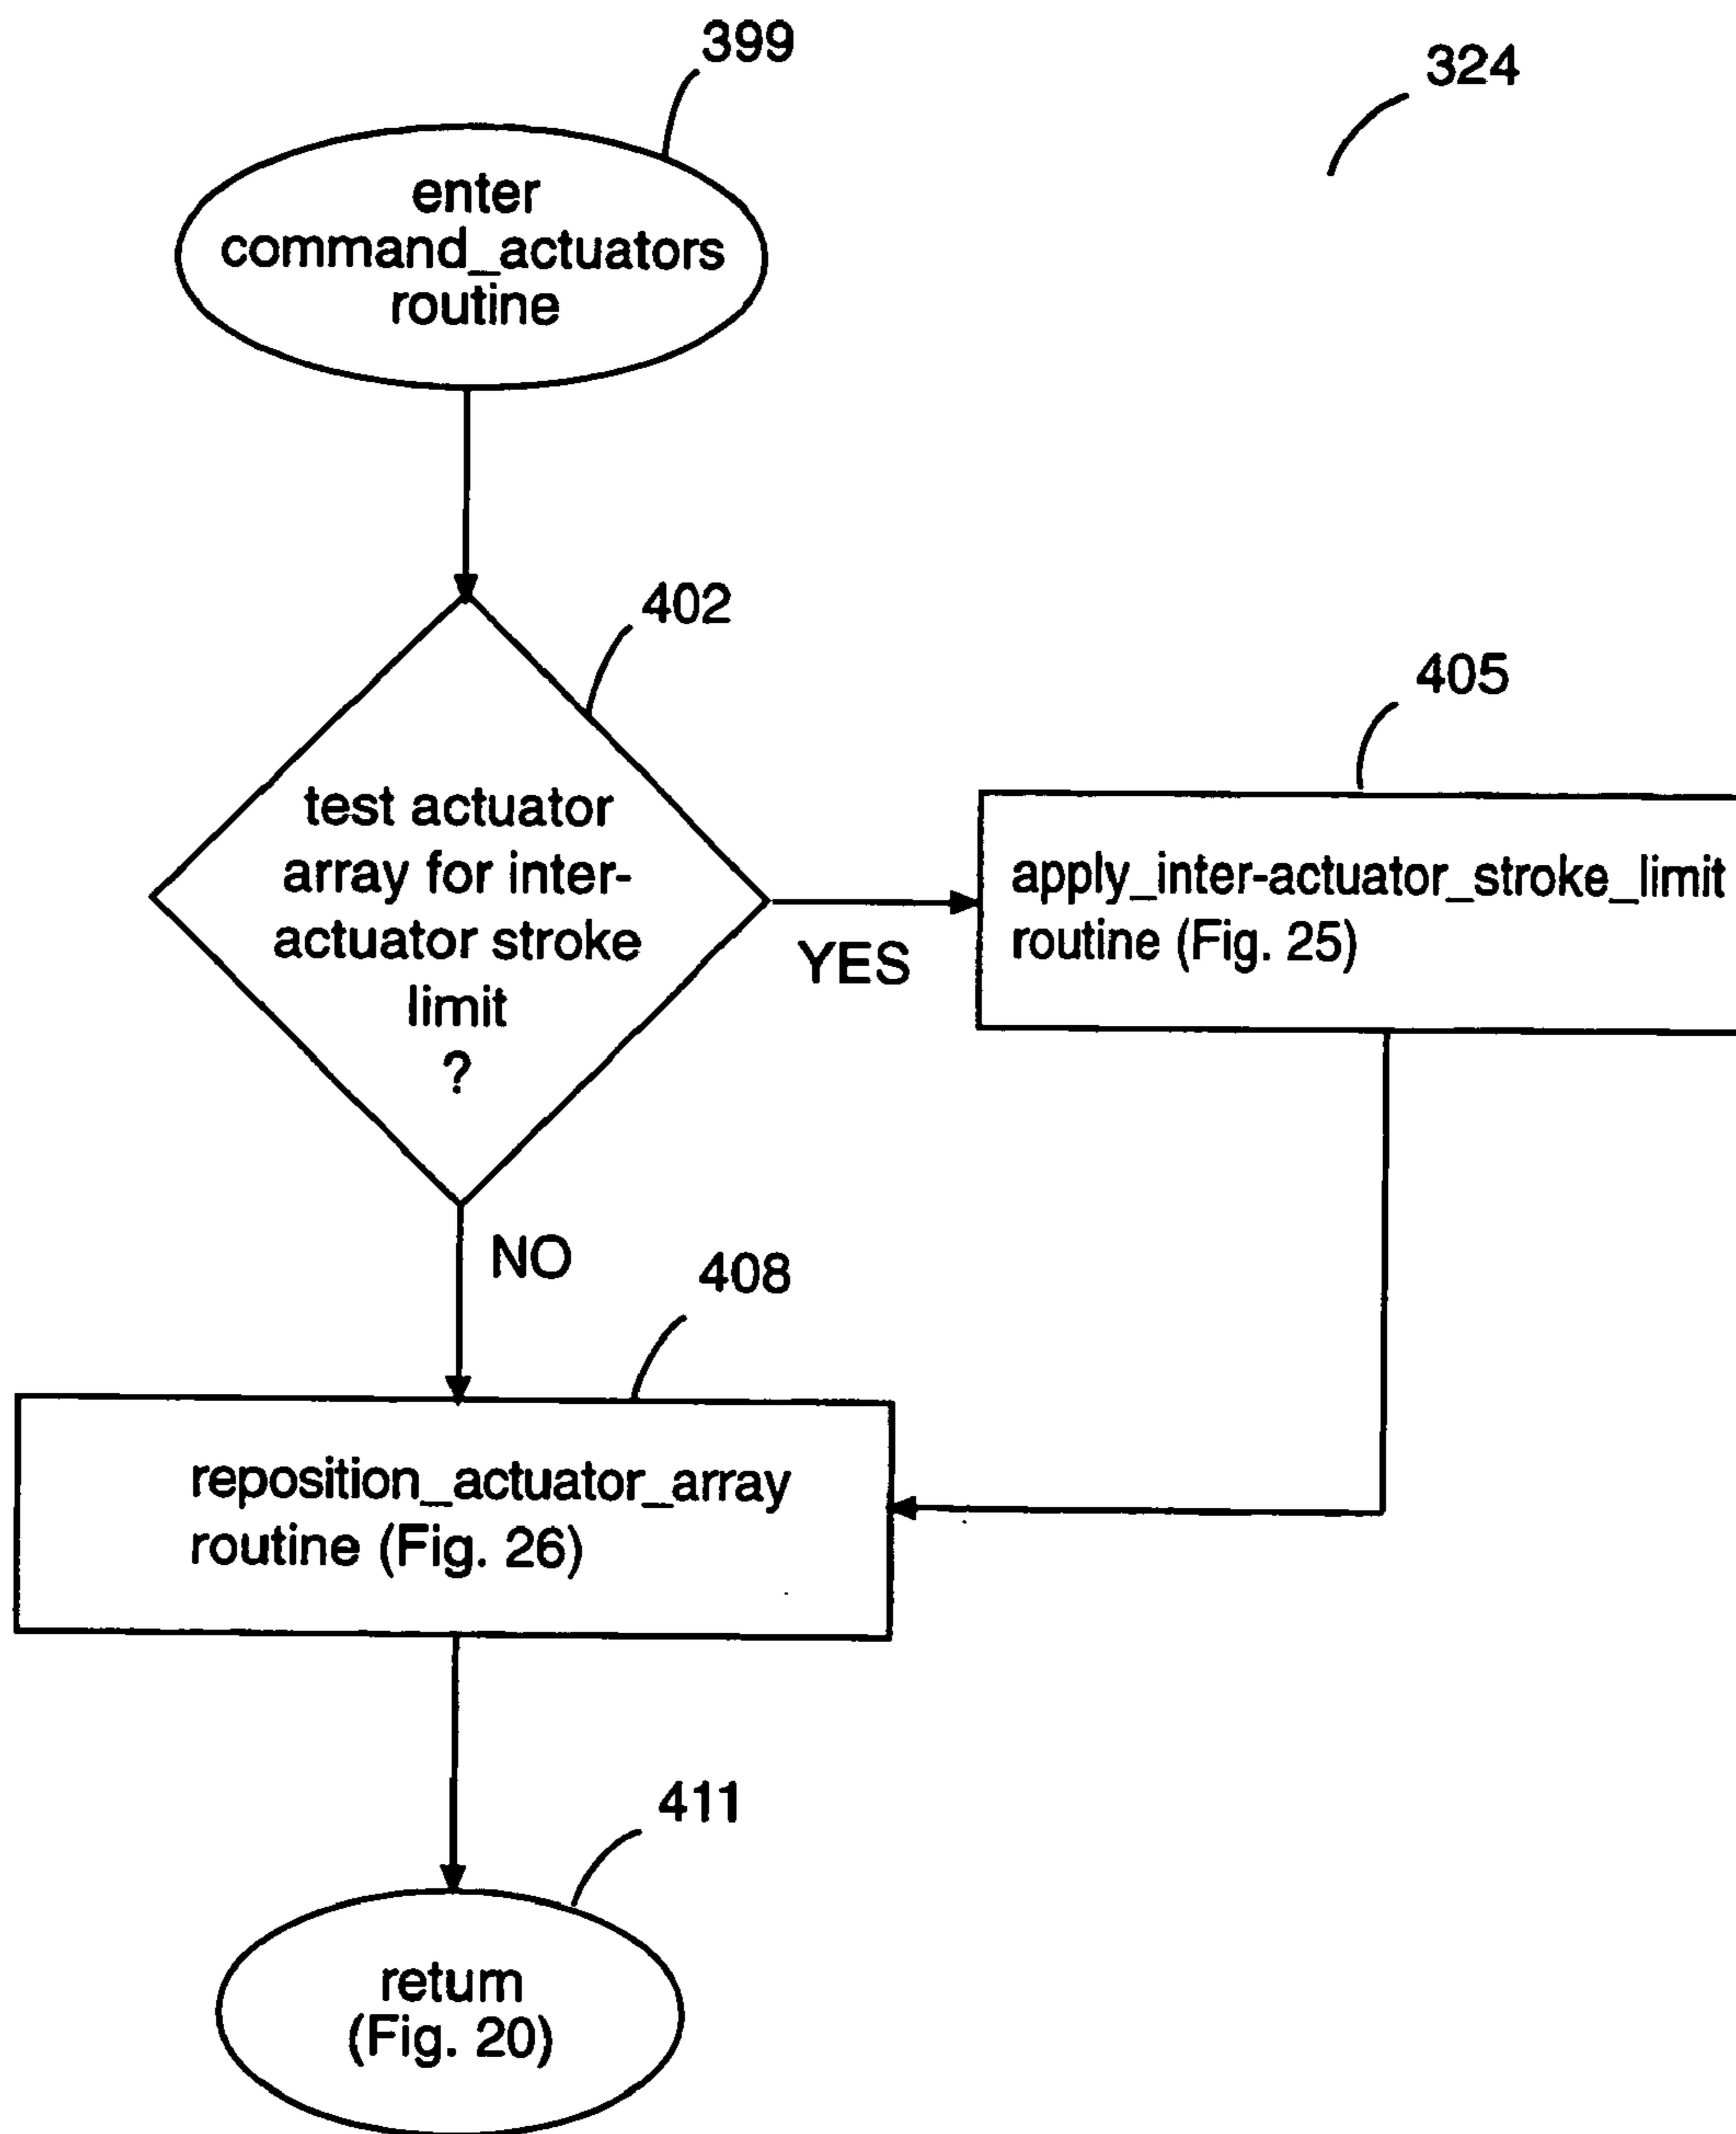 399
324
enter
command_actuators
routine
402
405
test actuator
array for inter-
actuator stroke
limit
?
YES
apply_inter-actuator_stroke_limit
routine (Fig. 25)
NO
408
reposition_actuator_array
routine (Fig. 26)
411
return
(Fig. 20)